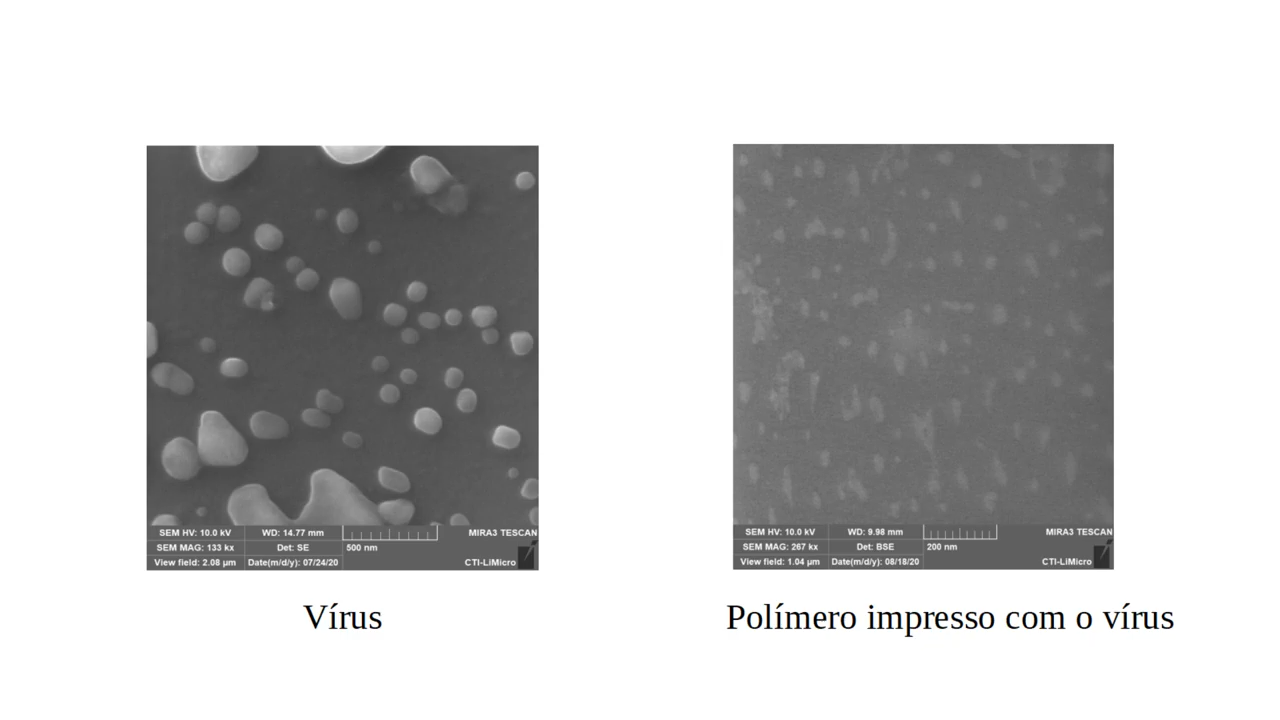 SEM HV: 10.0 kV WD: 14.77 mm MIRA3 TESCAN
SEM MAG: 133 kx Det: SE 500 nm
View field: 2.08 µm Date(m/d/y): 07/24/20 CTI-LiMicro
SEM HV: 10.0 kV WD: 9.98 mm MIRA3 TESCAN
SEM MAG: 267 kx Det: BSE 200 nm
View field: 1.04 µm Date(m/d/y): 08/18/20 CTI-LiMicro
Vírus
Polímero impresso com o vírus